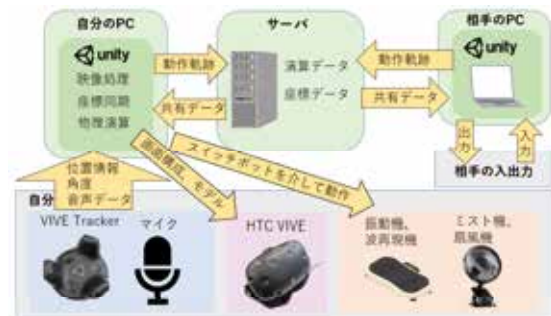 自分のPC
サーバ
相手のPC
unity
映像処理
座標同期
物理演算
動作軌跡
共有データ
演算データ
座標データ
動作軌跡
共有データ
unity
出力
入力
相手の入出力
位置情報
角度
音声データ
画面構成、モデル
スイッチボットを介して動作
自分
VIVE Tracker
マイク
HTC VIVE
振動機、
波再現機
ミスト機、
扇風機